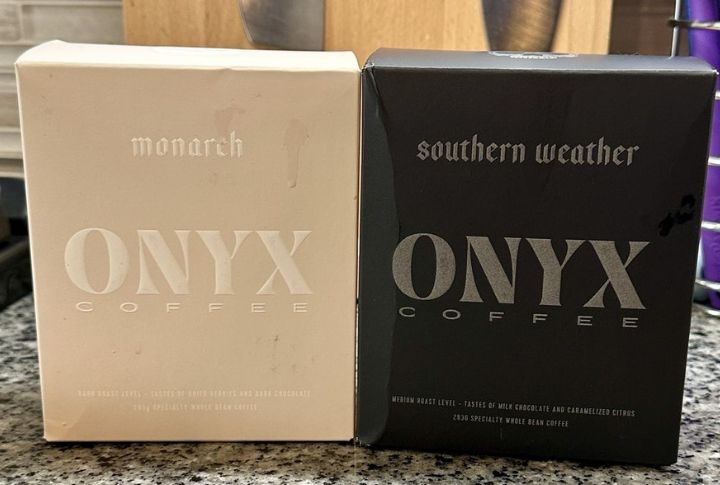 monarch
ONYX
COFFEE
DARK ROAST LEVEL - TASTES OF DRIED BERRIES AND DARK CHOCOLATE
283g SPECIALTY WHOLE BEAN COFFEE
southern weather
ONYX
COFFEE
MEDIUM ROAST LEVEL - TASTES OF MILK CHOCOLATE AND CARAMELIZED CITRUS
283G SPECIALTY WHOLE BEAN COFFEE